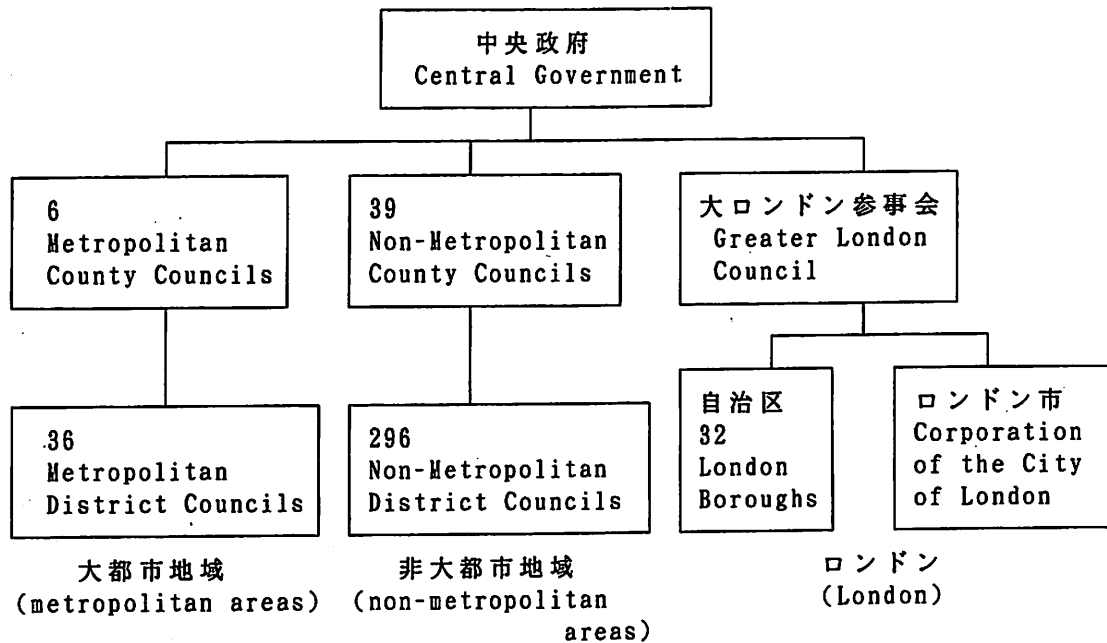 中央政府
Central Government
6
Metropolitan
County Councils
39
Non-Metropolitan
County Councils
大ロンドン参事会
Greater London
Council
36
Metropolitan
District Councils
296
Non-Metropolitan
District Councils
自治区
32
London
Boroughs
ロンドン市
Corporation
of the City
of London
大都市地域
(metropolitan areas)
非大都市地域
(non-metropolitan
areas)
ロンドン
(London)